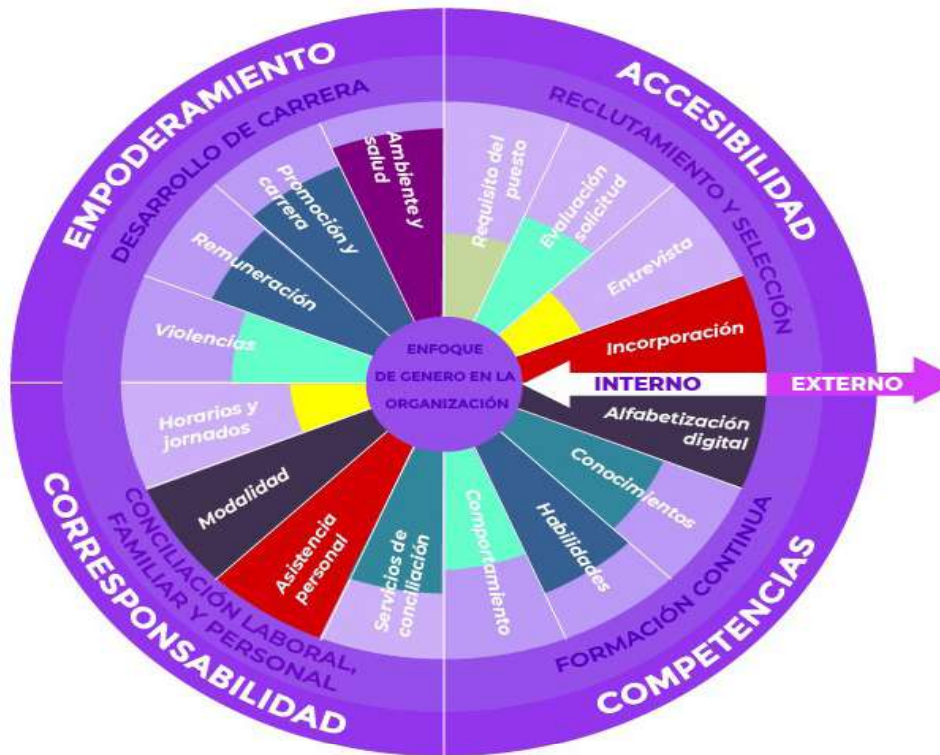 EMPODERAMIENTO
DESARROLLO DE CARRERA
Ambiente y
salud
Promoción y
carrera
Remuneración
Violencias
ACCESIBILIDAD
RECLUTAMIENTO Y SELECCIÓN
Requisito del
puesto
Evaluación
solicitud
Entrevista
Incorporación
ENFOQUE
DE GENERO EN LA
ORGANIZACIÓN
INTERNO
EXTERNO
Alfabetización
digital
Conocimientos
Habilidades
Comportamiento
FORMACIÓN CONTINUA
COMPETENCIAS
Horarios y
jornados
Modalidad
Asistencia
personal
Servicios de
conciliación
CONCILIACIÓN LABORAL,
FAMILIAR Y PERSONAL
CORRESPONSABILIDAD